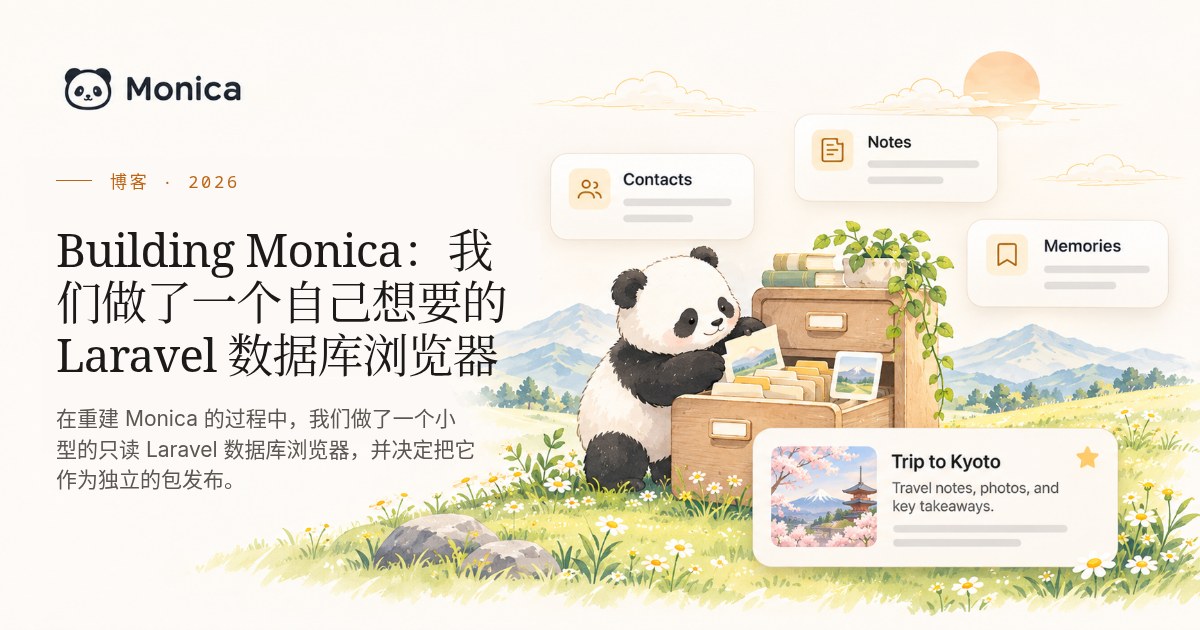 Monica
博客 · 2026
Building Monica：我
们做了一个自己想要的
Laravel 数据库浏览器
在重建 Monica 的过程中，我们做了一个小
型的只读 Laravel 数据库浏览器，并决定把它
作为独立的包发布。
Contacts
Notes
Memories
Trip to Kyoto
Travel notes, photos, and
key takeaways.